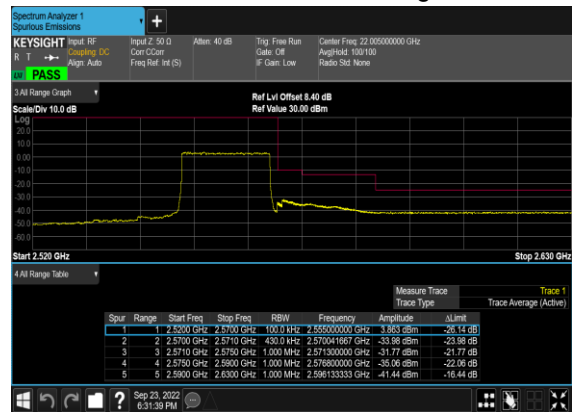 Spectrum Analyzer 1
Spurious Emissions
+
KEYSIGHT Input: RF Input Z: 50 Ω Atten: 40 dB Trig: Free Run Center Freq: 22.005000000 GHz
R T Coupling: DC Corr CCorr Gate: Off Avg|Hold: 100/100
Align: Auto Freq Ref: Int (S) IF Gain: Low Radio Std: None
PASS
3 All Range Graph
Ref Lvl Offset 8.40 dB
Scale/Div 10.0 dB Ref Value 30.00 dBm
Log
20.0
10.0
0.00
-10.0
-20.0
-30.0
-40.0
-50.0
-60.0
Start 2.520 GHz Stop 2.630 GHz
4 All Range Table
Measure Trace Trace 1
Trace Type Trace Average (Active)
Spur Range Start Freq Stop Freq RBW Frequency Amplitude ΔLimit
1 1 2.5200 GHz 2.5700 GHz 100.0 kHz 2.555000000 GHz 3.863 dBm -26.14 dB
2 2 2.5700 GHz 2.5710 GHz 430.0 kHz 2.570041667 GHz -33.98 dBm -23.98 dB
3 3 2.5710 GHz 2.5750 GHz 1.000 MHz 2.571300000 GHz -31.77 dBm -21.77 dB
4 4 2.5750 GHz 2.5900 GHz 1.000 MHz 2.576800000 GHz -35.06 dBm -22.06 dB
5 5 2.5900 GHz 2.6300 GHz 1.000 MHz 2.596133333 GHz -41.44 dBm -16.44 dB
? Sep 23, 2022
6:31:39 PM